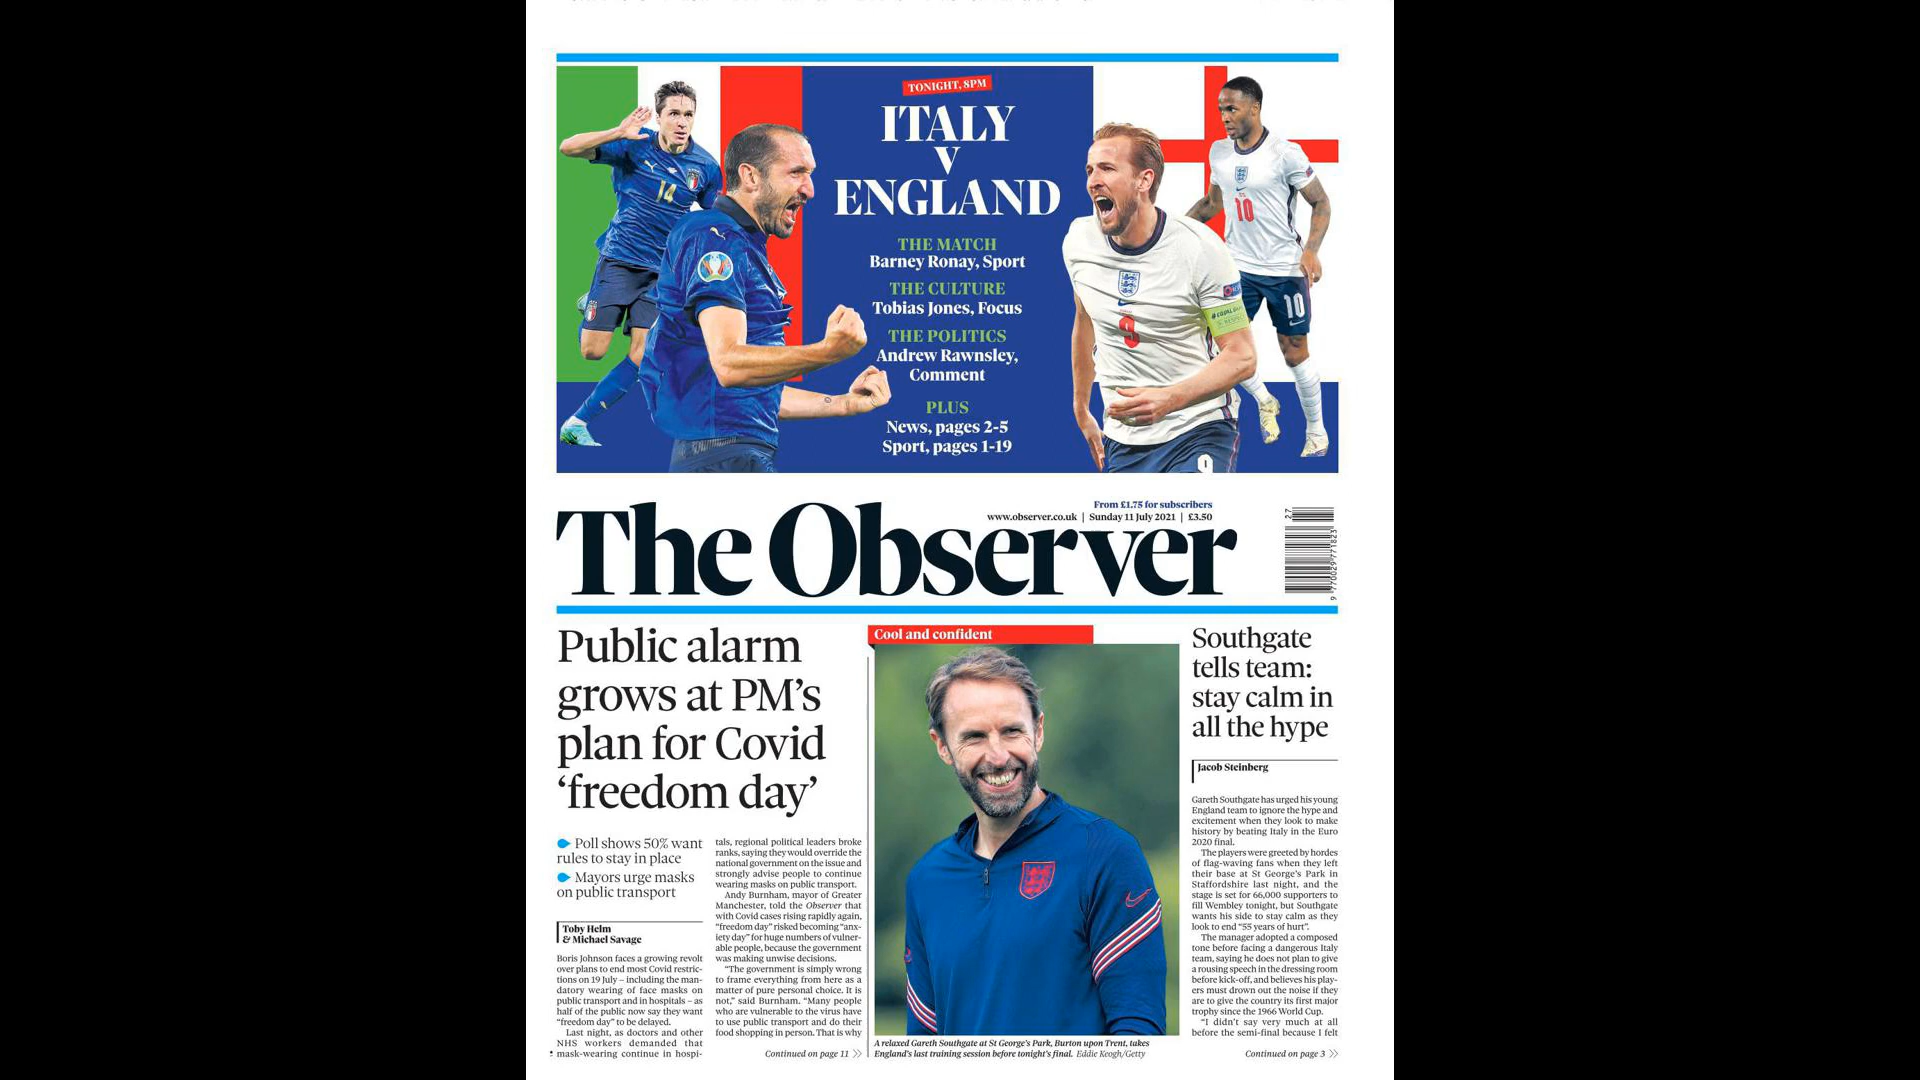 TONIGHT, 8PM
ITALY
V
ENGLAND
THE MATCH
Barney Ronay, Sport
THE CULTURE
Tobias Jones, Focus
THE POLITICS
Andrew Rawnsley,
Comment
PLUS
News, pages 2-5
Sport, pages 1-19
14
10
10
9
9
From £1.75 for subscribers
www.observer.co.uk | Sunday 11 July 2021 | £3.50
The Observer
27
9 770029 771823
Public alarm
grows at PM’s
plan for Covid
‘freedom day’
Poll shows 50% want
rules to stay in place
Mayors urge masks
on public transport
Toby Helm
& Michael Savage
Boris Johnson faces a growing revolt
over plans to end most Covid restric-
tions on 19 July – including the man-
datory wearing of face masks on
public transport and in hospitals – as
half of the public now say they want
“freedom day” to be delayed.
Last night, as doctors and other
NHS workers demanded that
mask-wearing continue in hospi-
tals, regional political leaders broke
ranks, saying they would override the
national government on the issue and
strongly advise people to continue
wearing masks on public transport.
Andy Burnham, mayor of Greater
Manchester, told the Observer that
with Covid cases rising rapidly again,
“freedom day” risked becoming “anx-
iety day” for huge numbers of vulner-
able people, because the government
was making unwise decisions.
“The government is simply wrong
to frame everything from here as a
matter of pure personal choice. It is
not,” said Burnham. “Many people
who are vulnerable to the virus have
to use public transport and do their
food shopping in person. That is why
Continued on page 11
Cool and confident
A relaxed Gareth Southgate at St George’s Park, Burton upon Trent, takes
England’s last training session before tonight’s final. Eddie Keogh/Getty
Southgate
tells team:
stay calm in
all the hype
Jacob Steinberg
Gareth Southgate has urged his young
England team to ignore the hype and
excitement when they look to make
history by beating Italy in the Euro
2020 final.
The players were greeted by hordes
of flag-waving fans when they left
their base at St George’s Park in
Staffordshire last night, and the
stage is set for 66,000 supporters to
fill Wembley tonight, but Southgate
wants his side to stay calm as they
look to end “55 years of hurt”.
The manager adopted a composed
tone before facing a dangerous Italy
team, saying he does not plan to give
a rousing speech in the dressing room
before kick-off, and believes his play-
ers must drown out the noise if they
are to give the country its first major
trophy since the 1966 World Cup.
“I didn’t say very much at all
before the semi-final because I felt
Continued on page 3